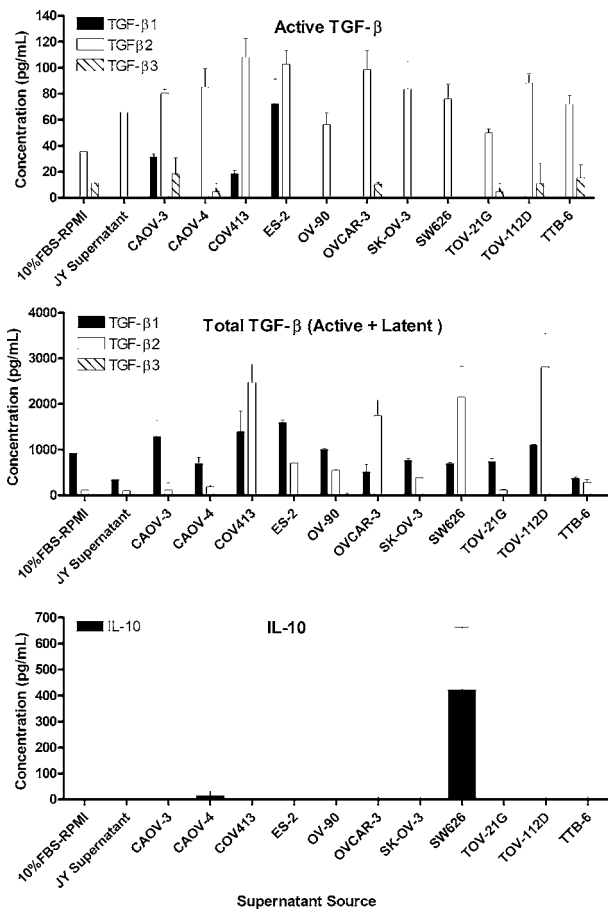 Active TGF-β
TGF-β1
TGFβ2
TGF-β3
Concentration (pg/mL)
140
120
100
80
60
40
20
0
10%FBS-RPMI
JY Supernatant
CAOV-3
CAOV-4
COV413
ES-2
OV-90
OVCAR-3
SK-OV-3
SW626
TOV-21G
TOV-112D
TTB-6
Total TGF-β (Active + Latent )
TGF-β1
TGF-β2
TGF-β3
Concentration (pg/mL)
4000
3000
2000
1000
0
10%FBS-RPMI
JY Supernatant
CAOV-3
CAOV-4
COV413
ES-2
OV-90
OVCAR-3
SK-OV-3
SW626
TOV-21G
TOV-112D
TTB-6
IL-10
IL-10
Concentration (pg/mL)
700
600
500
400
300
200
100
0
10%FBS-RPMI
JY Supernatant
CAOV-3
CAOV-4
COV413
ES-2
OV-90
OVCAR-3
SK-OV-3
SW626
TOV-21G
TOV-112D
TTB-6
Supernatant Source